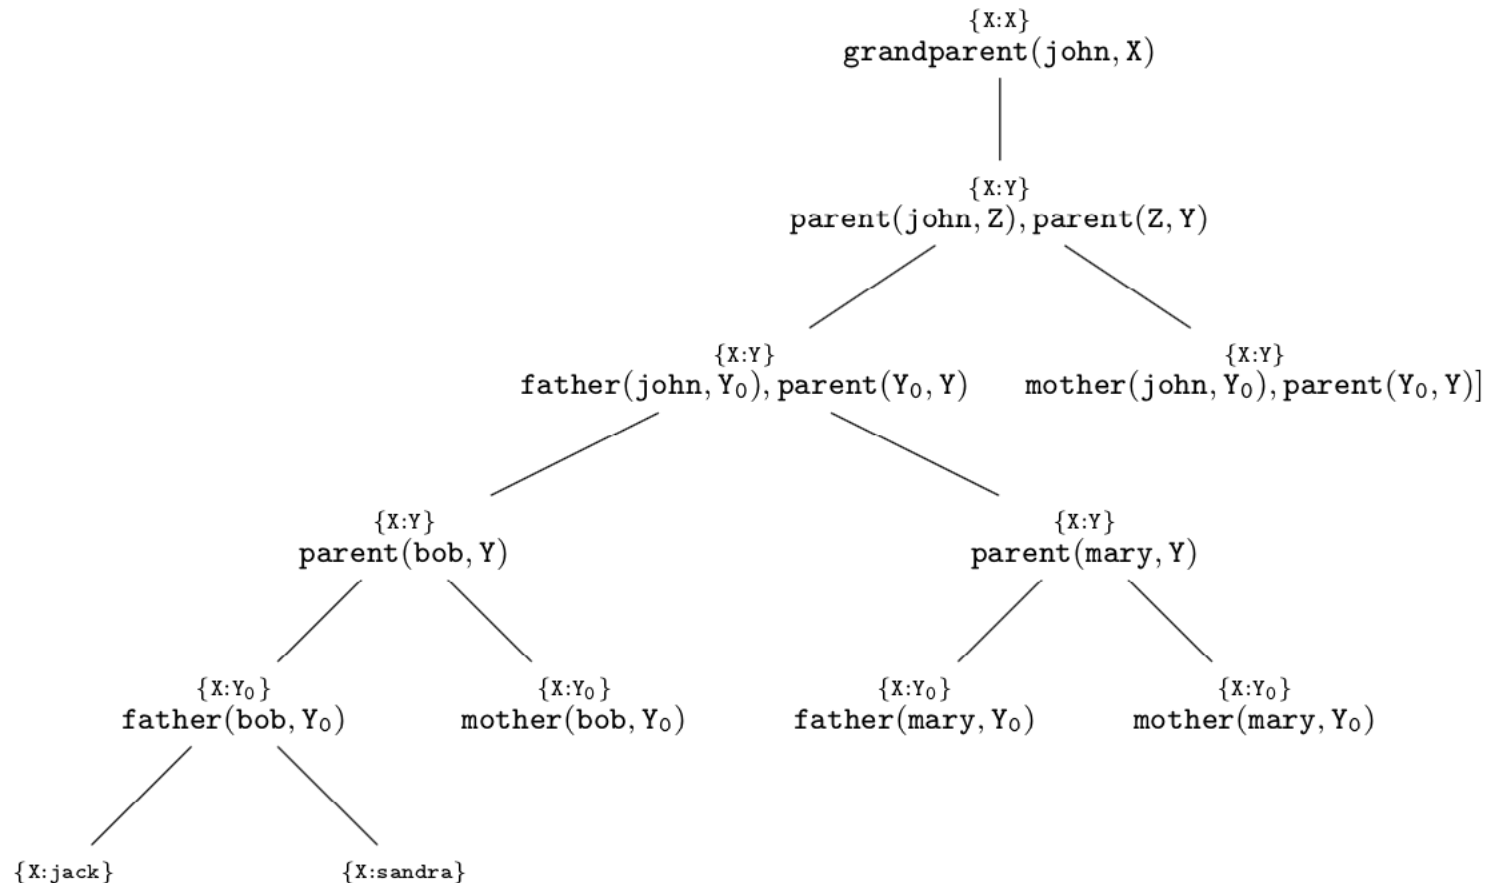 {X:X}
grandparent(john, X)
{X:Y}
parent(john, Z), parent(Z, Y)
{X:Y}
father(john, Y₀), parent(Y₀, Y)
{X:Y}
mother(john, Y₀), parent(Y₀, Y)]
{X:Y}
parent(bob, Y)
{X:Y}
parent(mary, Y)
{X:Y₀}
father(bob, Y₀)
{X:Y₀}
mother(bob, Y₀)
{X:Y₀}
father(mary, Y₀)
{X:Y₀}
mother(mary, Y₀)
{X:jack}
{X:sandra}